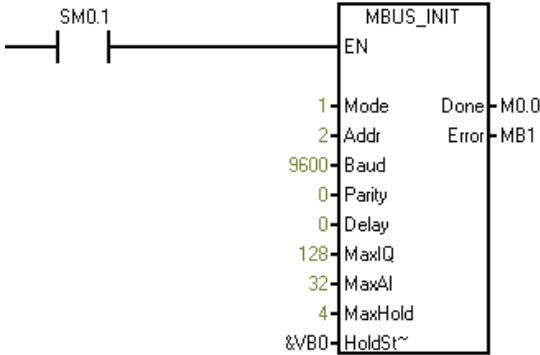 SM0.1
MBUS_INIT
EN
1 Mode Done M0.0
2 Addr Error MB1
9600 Baud
0 Parity
0 Delay
128 MaxIQ
32 MaxAI
4 MaxHold
&VB0 HoldSt~